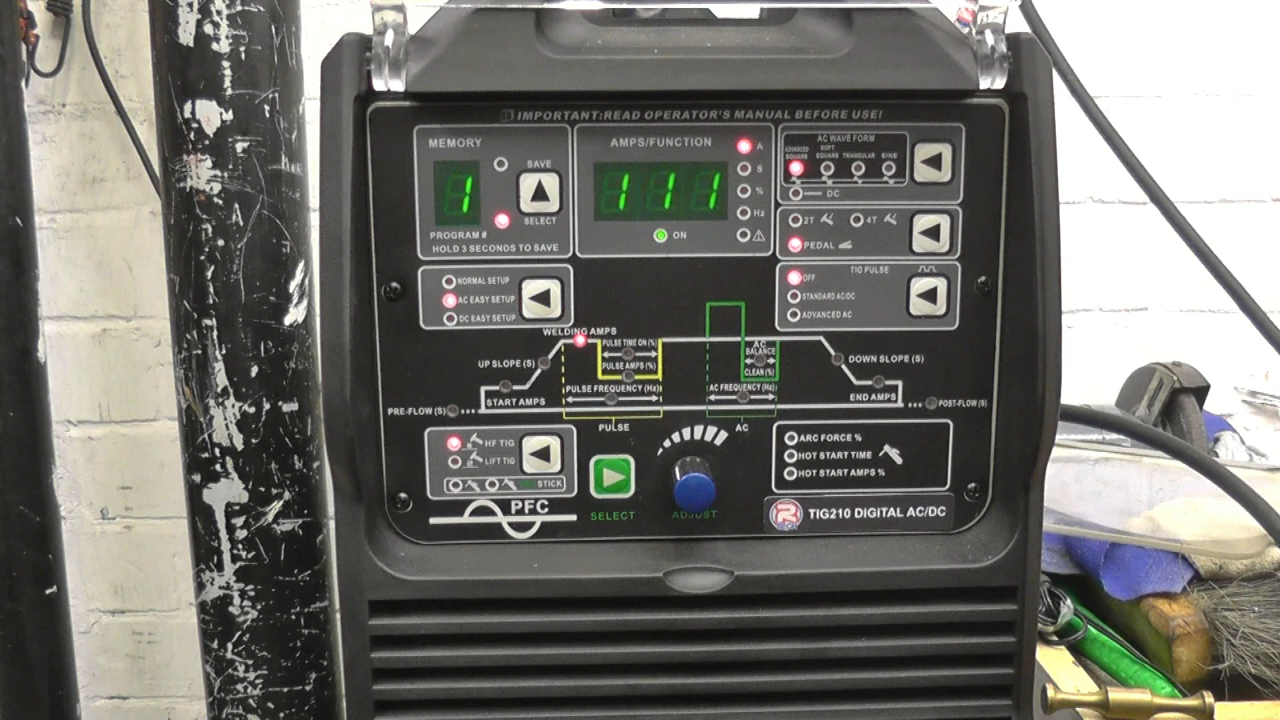 IMPORTANT:READ OPERATOR'S MANUAL BEFORE USE!
MEMORY
1
SAVE
SELECT
PROGRAM #
HOLD 3 SECONDS TO SAVE
AMPS/FUNCTION
111
A
S
%
Hz
ON
AC WAVE FORM
ADVANCED SQUARE
SOFT SQUARE
TRIANGULAR
SINE
DC
2T
4T
PEDAL
NORMAL SETUP
AC EASY SETUP
DC EASY SETUP
TIG PULSE
OFF
STANDARD AC/DC
ADVANCED AC
WELDING AMPS
PULSE TIME ON (%)
PULSE AMPS (%)
PULSE FREQUENCY (Hz)
UP SLOPE (S)
START AMPS
PRE-FLOW (S)
AC
BALANCE
CLEAN (%)
AC FREQUENCY (Hz)
DOWN SLOPE (S)
END AMPS
POST-FLOW (S)
PULSE
AC
HF TIG
LIFT TIG
STICK
PFC
SELECT
ADJUST
ARC FORCE %
HOT START TIME
HOT START AMPS %
TIG210 DIGITAL AC/DC